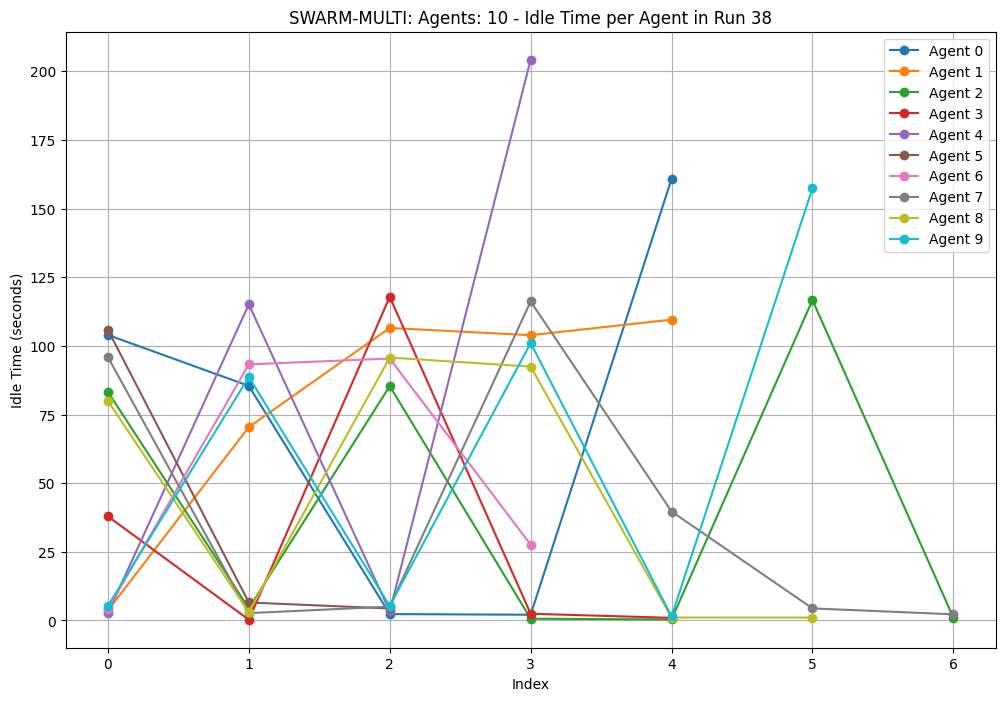 SWARM-MULTI: Agents: 10 - Idle Time per Agent in Run 38
Idle Time (seconds)
200
175
150
125
100
75
50
25
0
0 1 2 3 4 5 6
Index
Agent 0
Agent 1
Agent 2
Agent 3
Agent 4
Agent 5
Agent 6
Agent 7
Agent 8
Agent 9